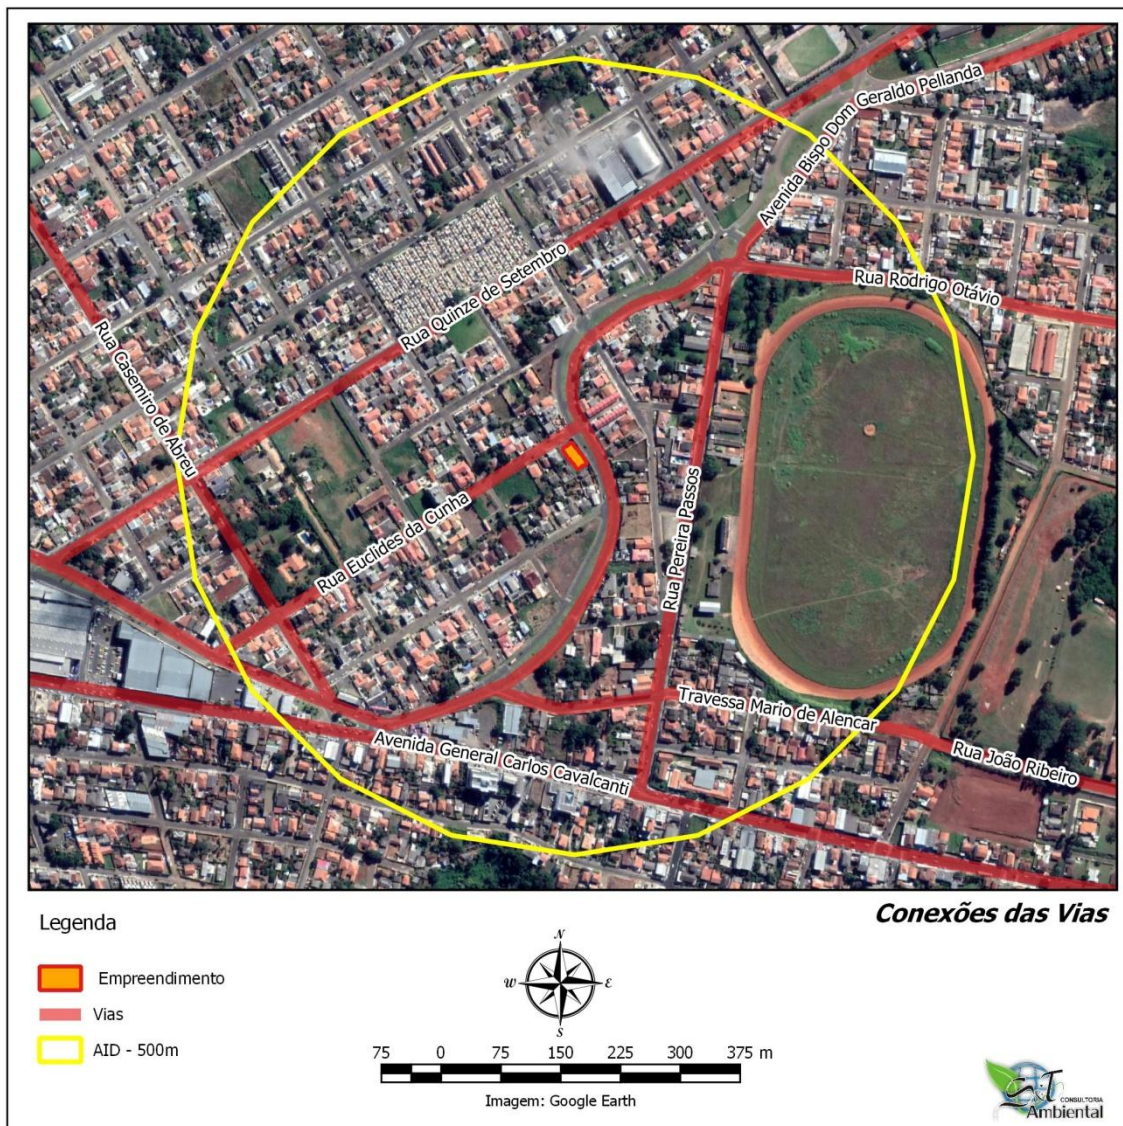 Avenida Bispo Dom Geraldo Pellanda
Rua Quinze de Setembro
Rua Rodrigo Otávio
Rua Casemiro de Abreu
Rua Euclides da Cunha
Rua Pereira Passos
Travessa Mario de Alencar
Avenida General Carlos Cavalcanti
Rua João Ribeiro
Conexões das Vias
Legenda
Empreendimento
Vias
AID - 500m
N
W E
S
75 0 75 150 225 300 375 m
Imagem: Google Earth
CONSULTORIA
Ambiental